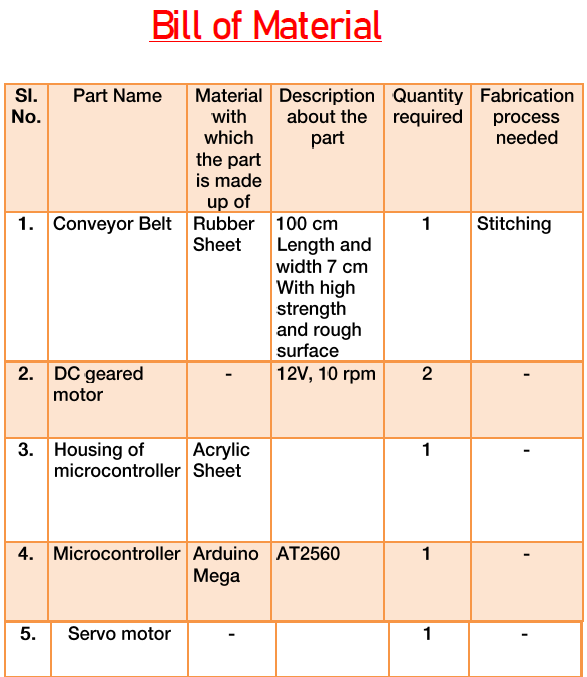 Bill of Material
Sl. No. Part Name Material with which the part is made up of Description about the part Quantity required Fabrication process needed
1. Conveyor Belt Rubber Sheet 100 cm Length and width 7 cm With high strength and rough surface 1 Stitching
2. DC geared motor - 12V, 10 rpm 2 -
3. Housing of microcontroller Acrylic Sheet 1 -
4. Microcontroller Arduino Mega AT2560 1 -
5. Servo motor - 1 -